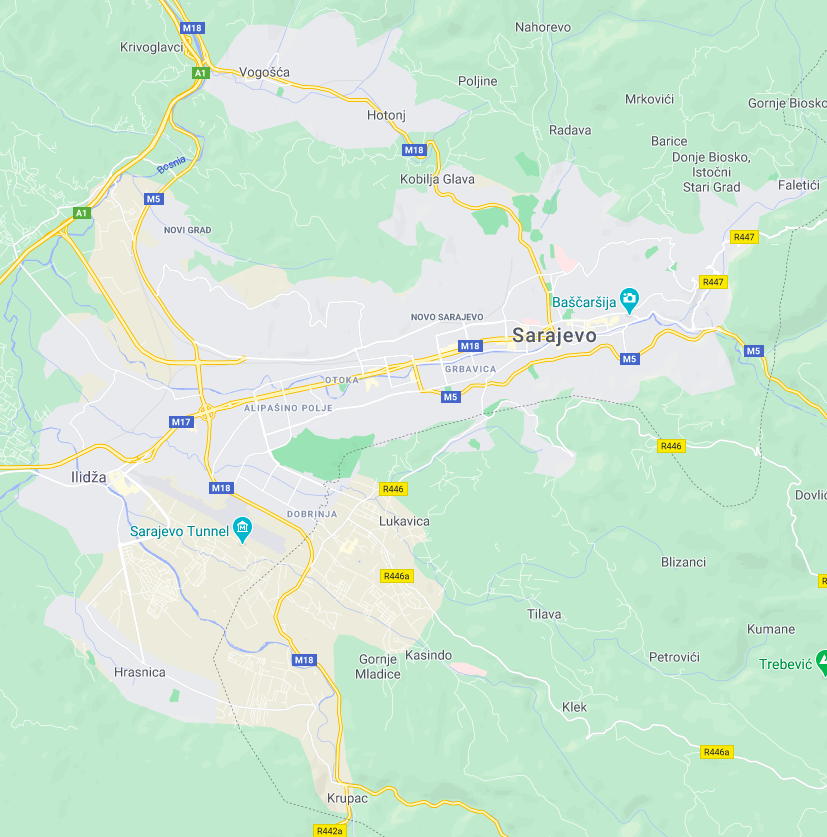 M18
Nahorevo
Krivoglavci
A1
Vogošća
Poljine
Mrkovići
Gornje Biosko
Hotonj
Radava
Barice
M18
Donje Biosko,
Istočni
Stari Grad
Bosnia
Kobilja Glava
Faletići
M5
A1
NOVI GRAD
R447
R447
Baščaršija
NOVO SARAJEVO
Sarajevo
M18
M5
M5
GRBAVICA
OTOKA
M5
ALIPAŠINO POLJE
M17
R446
Ilidža
M18
R446
Dovlić
DOBRINJA
Lukavica
Sarajevo Tunnel
Blizanci
R446a
R
Tilava
Kumane
Kasindo
Petrovići
M18
Gornje
Mladice
Trebević
Hrasnica
Klek
R446a
Krupac
R442a